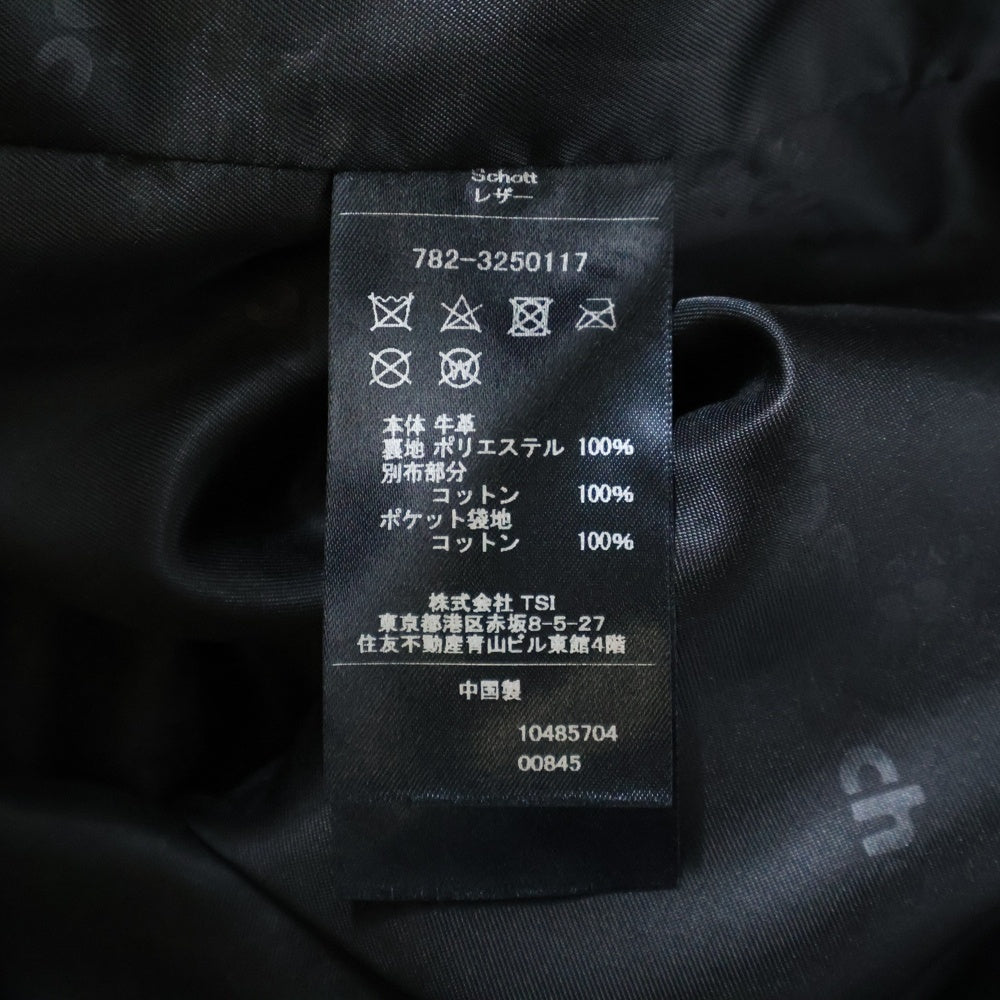 Schott
レザー
782-3250117
本体 牛革
裏地 ポリエステル 100%
別布部分
コットン 100%
ポケット袋地
コットン 100%
株式会社 TSI
東京都港区赤坂8-5-27
住友不動産青山ビル東館4階
中国製
10485704
00845
ch